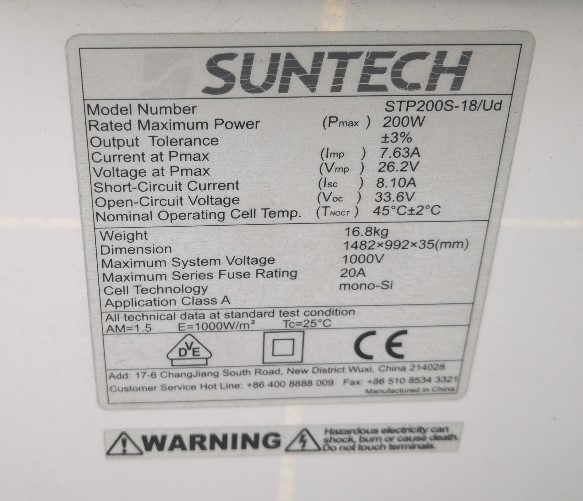 SUNTECH
Model Number STP200S-18/Ud
Rated Maximum Power (Pmax) 200W
Output Tolerance ±3%
Current at Pmax (Imp) 7.63A
Voltage at Pmax (Vmp) 26.2V
Short-Circuit Current (Isc) 8.10A
Open-Circuit Voltage (Voc) 33.6V
Nominal Operating Cell Temp. (TNOCT) 45°C±2°C
Weight 16.8kg
Dimension 1482×992×35(mm)
Maximum System Voltage 1000V
Maximum Series Fuse Rating 20A
Cell Technology mono-Si
Application Class A
All technical data at standard test condition
AM=1.5 E=1000W/m² Tc=25°C
DVE CE
Add: 17-6 ChangJiang South Road, New District Wuxi, China 214028
Customer Service Hot Line: +86 400 8888 009 Fax: +86 510 8534 3321
Manufactured in China
WARNING
Hazardous electricity can
shock, burn or cause death.
Do not touch terminals.